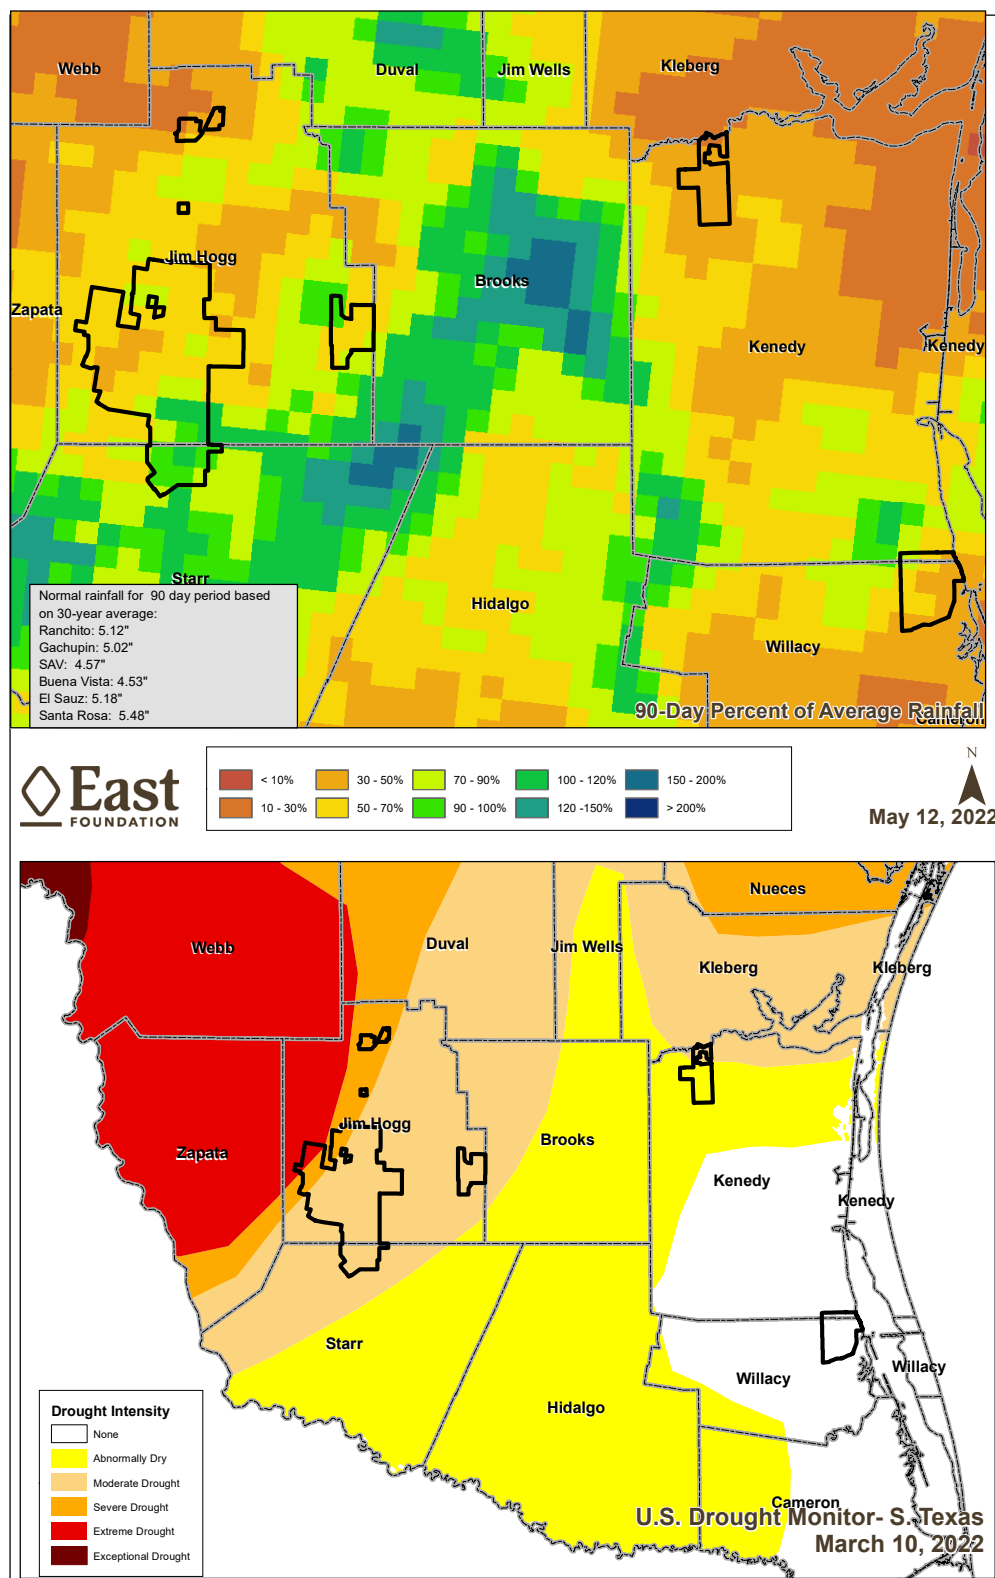 Webb
Duval
Jim Wells
Kleberg
Jim Hogg
Zapata
Brooks
Kenedy
Kenedy
Starr
Hidalgo
Willacy
Cameron
Normal rainfall for 90 day period based
on 30-year average:
Ranchito: 5.12"
Gachupin: 5.02"
SAV: 4.57"
Buena Vista: 4.53"
El Sauz: 5.18"
Santa Rosa: 5.48"
90-Day Percent of Average Rainfall
East
FOUNDATION
< 10%
30 - 50%
70 - 90%
100 - 120%
150 - 200%
10 - 30%
50 - 70%
90 - 100%
120 -150%
> 200%
N
May 12, 2022
Nueces
Webb
Duval
Jim Wells
Kleberg
Kleberg
Jim Hogg
Zapata
Brooks
Kenedy
Kenedy
Starr
Hidalgo
Willacy
Willacy
Cameron
Drought Intensity
None
Abnormally Dry
Moderate Drought
Severe Drought
Extreme Drought
Exceptional Drought
U.S. Drought Monitor- S. Texas
March 10, 2022